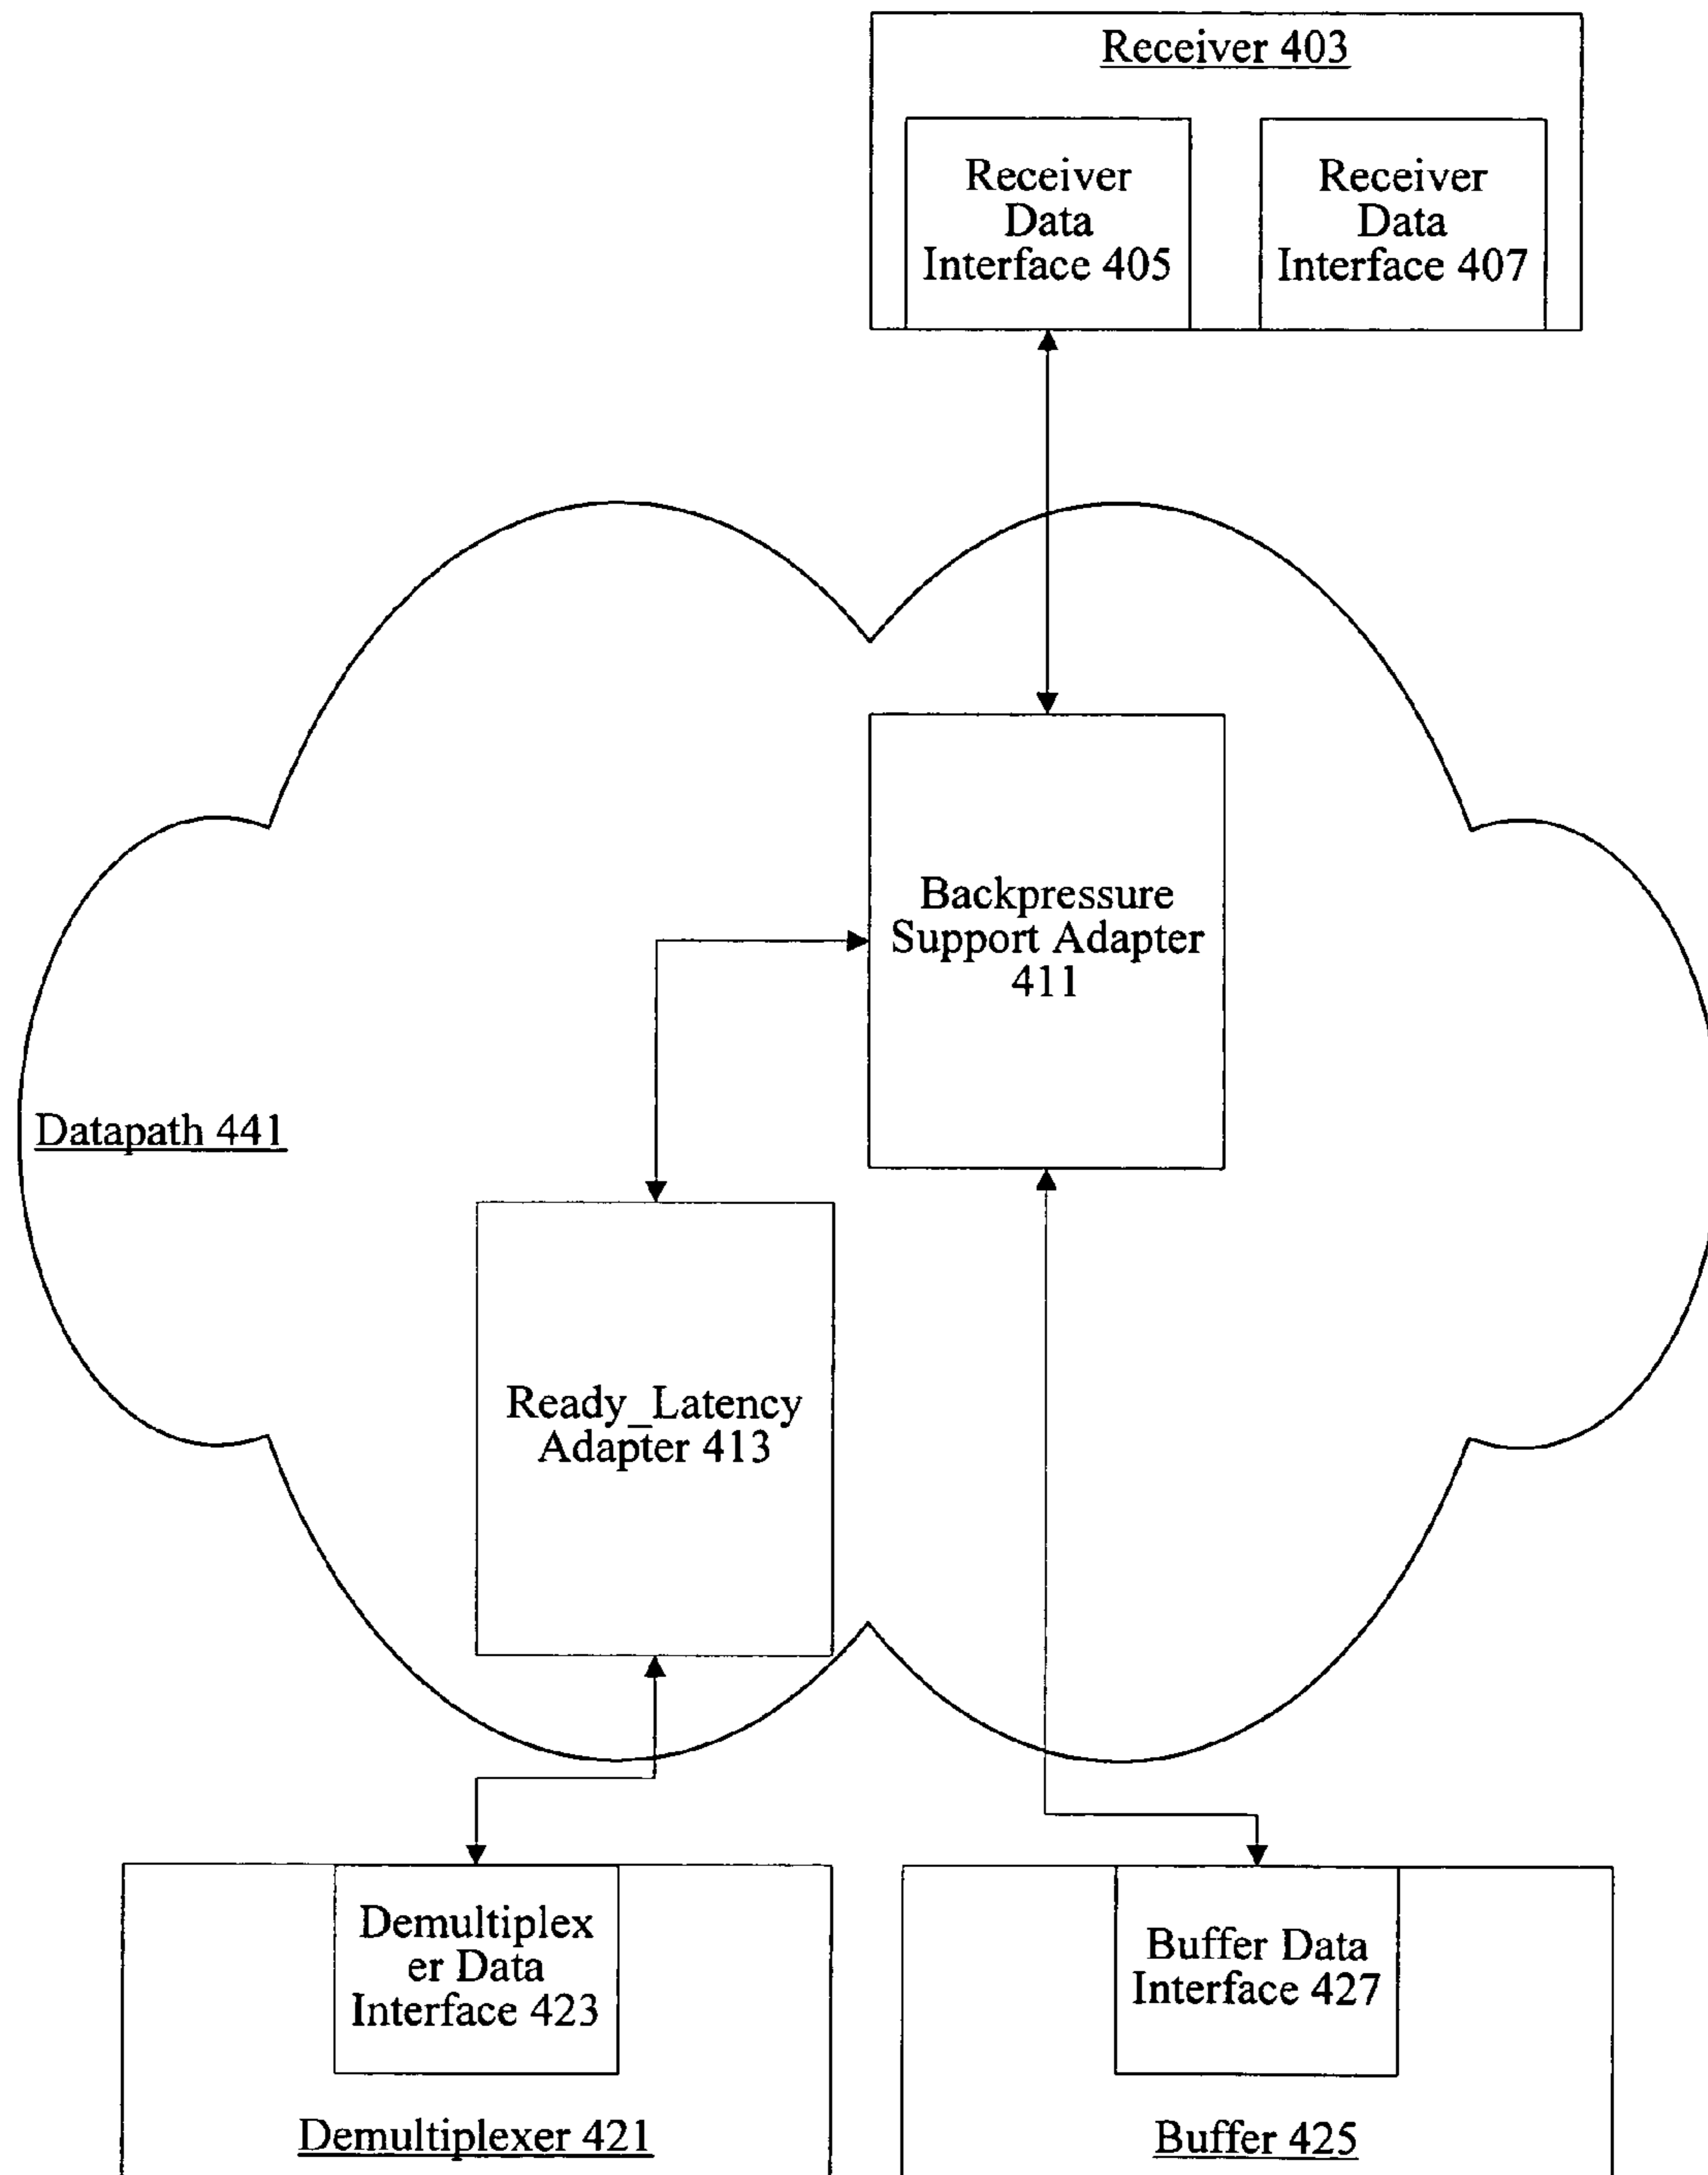 Receiver 403
Receiver
Data
Interface 405
Receiver
Data
Interface 407
Backpressure
Support Adapter
411
Datapath 441
Ready_Latency
Adapter 413
Demultiplex
er Data
Interface 423
Buffer Data
Interface 427
Demultiplexer 421
Buffer 425